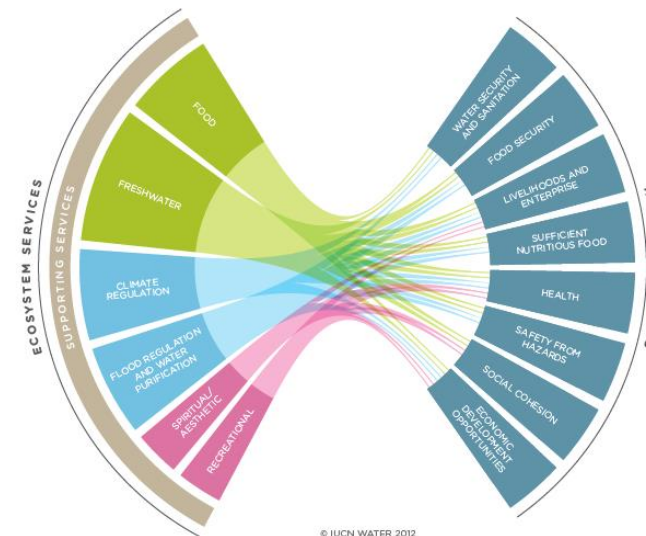 ECOSYSTEM SERVICES
SUPPORTING SERVICES
FOOD
FRESHWATER
CLIMATE
REGULATION
FLOOD REGULATION
AND WATER
PURIFICATION
SPIRITUAL/
AESTHETIC
RECREATIONAL
WATER SECURITY
AND SANITATION
FOOD SECURITY
LIVELIHOODS AND
ENTERPRISE
SUFFICIENT
NUTRITIOUS FOOD
HEALTH
SAFETY FROM
HAZARDS
SOCIAL COHESION
ECONOMIC
DEVELOPMENT
OPPORTUNITIES
© IUCN WATER 2012